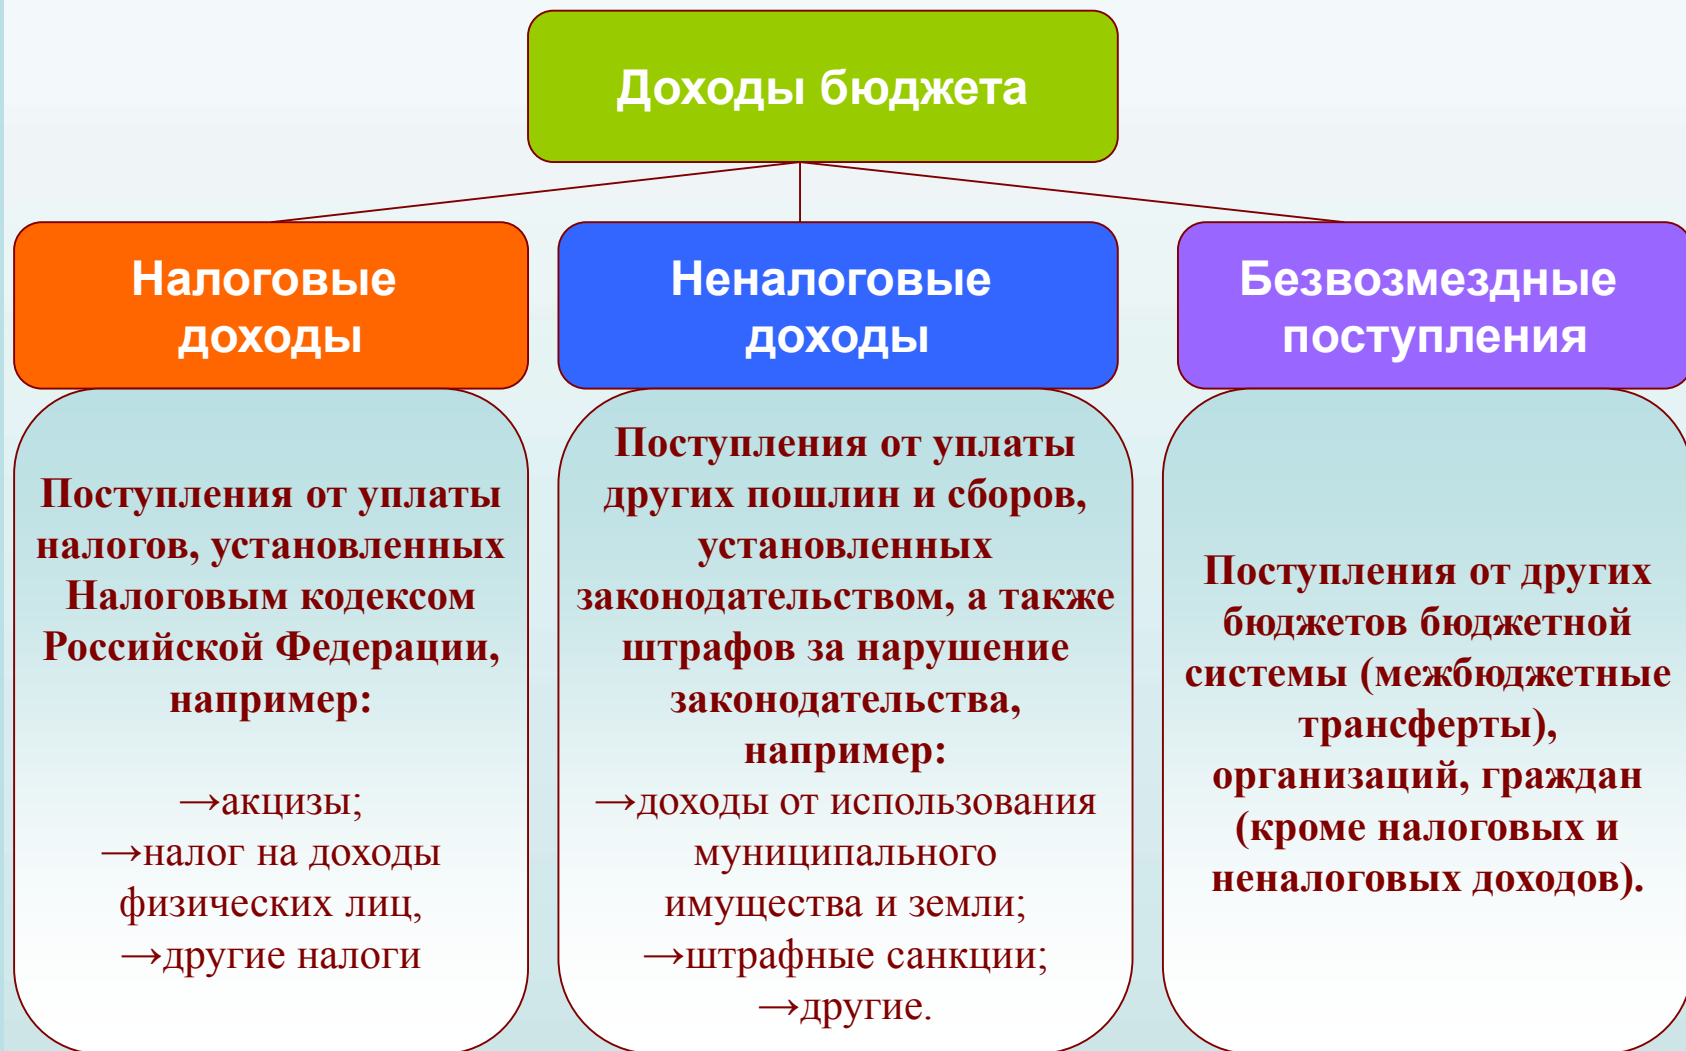 Доходы бюджета
Налоговые
доходы
Поступления от уплаты
налогов, установленных
Налоговым кодексом
Российской Федерации,
например:
→акцизы;
→налог на доходы
физических лиц,
→другие налоги
Неналоговые
доходы
Поступления от уплаты
других пошлин и сборов,
установленных
законодательством, а также
штрафов за нарушение
законодательства,
например:
→доходы от использования
муниципального
имущества и земли;
→штрафные санкции;
→другие.
Безвозмездные
поступления
Поступления от других
бюджетов бюджетной
системы (межбюджетные
трансферты),
организаций, граждан
(кроме налоговых и
неналоговых доходов).